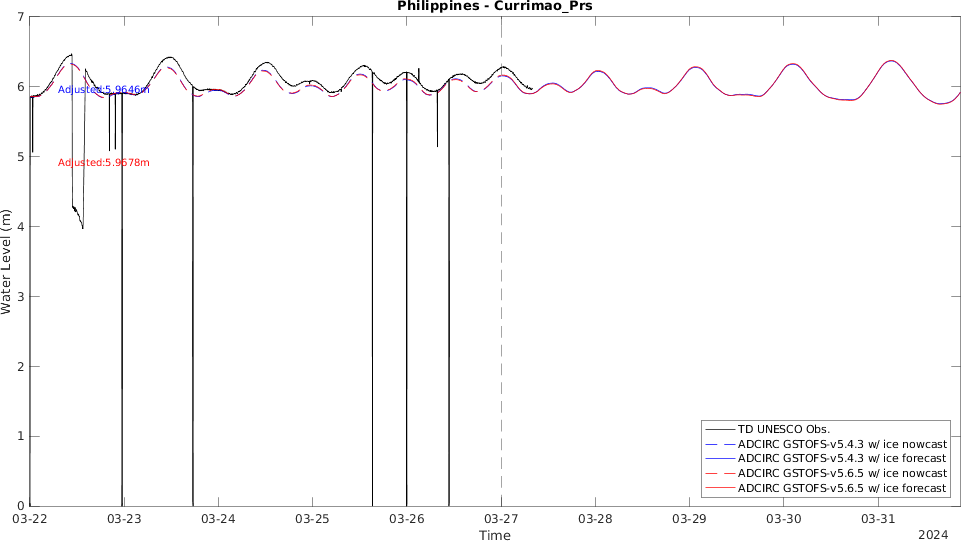 Philippines - Currimao_Prs
7
6
5
4
3
2
1
0
Water Level (m)
Adjusted:5.9646m
Adjusted:5.9578m
TD UNESCO Obs.
ADCIRC GSTOFS-v5.4.3 w/ ice nowcast
ADCIRC GSTOFS-v5.4.3 w/ ice forecast
ADCIRC GSTOFS-v5.6.5 w/ ice nowcast
ADCIRC GSTOFS-v5.6.5 w/ ice forecast
03-22 03-23 03-24 03-25 03-26 03-27 03-28 03-29 03-30 03-31
Time
2024